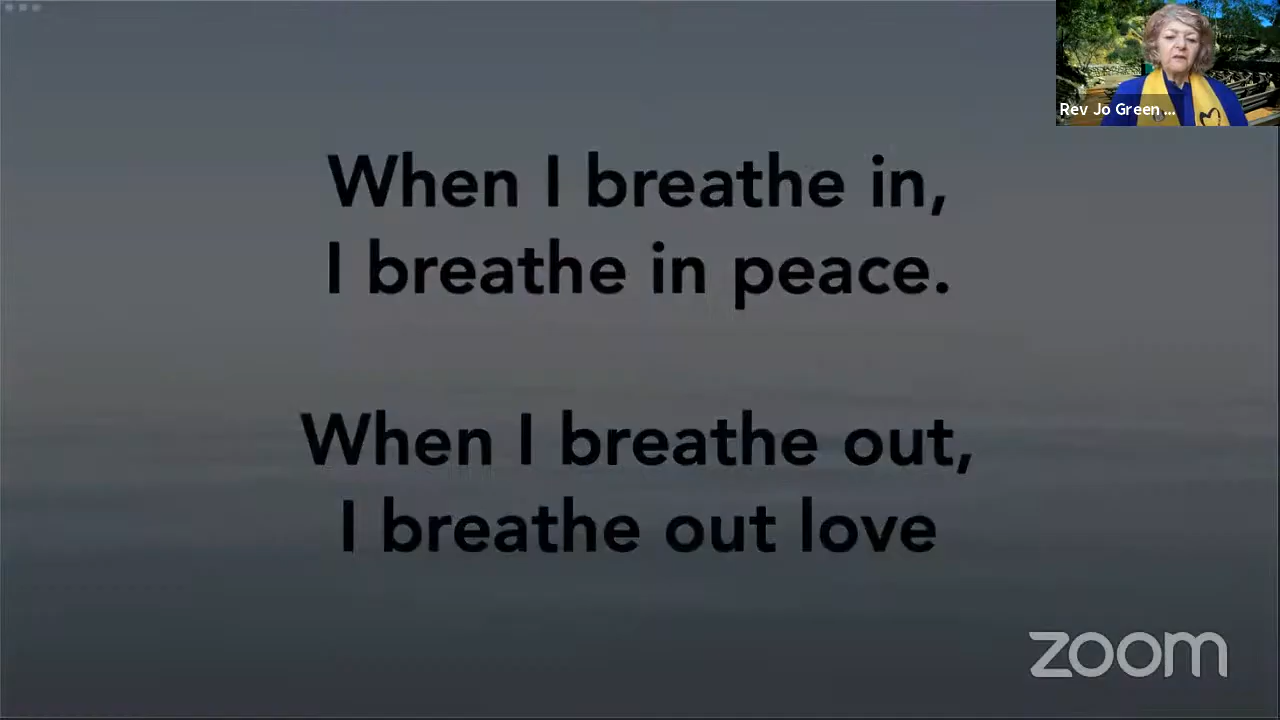 Rev Jo Green ...
When I breathe in,
I breathe in peace.
When I breathe out,
I breathe out love
zoom